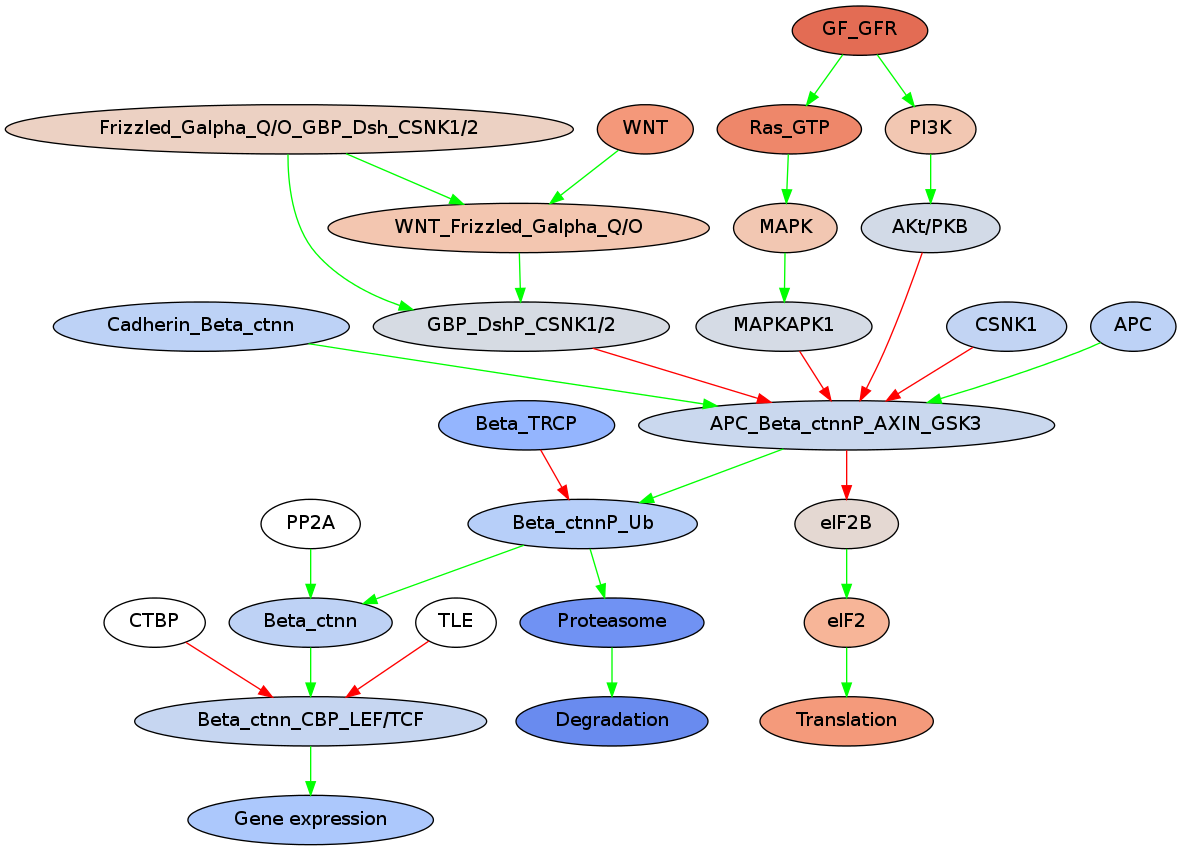 GF_GFR
Frizzled_Galpha_Q/O_GBP_Dsh_CSNK1/2
WNT
Ras_GTP
PI3K
WNT_Frizzled_Galpha_Q/O
MAPK
AKt/PKB
Cadherin_Beta_ctnn
GBP_DshP_CSNK1/2
MAPKAPK1
CSNK1
APC
Beta_TRCP
APC_Beta_ctnnP_AXIN_GSK3
PP2A
Beta_ctnnP_Ub
eIF2B
CTBP
Beta_ctnn
TLE
Proteasome
eIF2
Beta_ctnn_CBP_LEF/TCF
Degradation
Translation
Gene expression